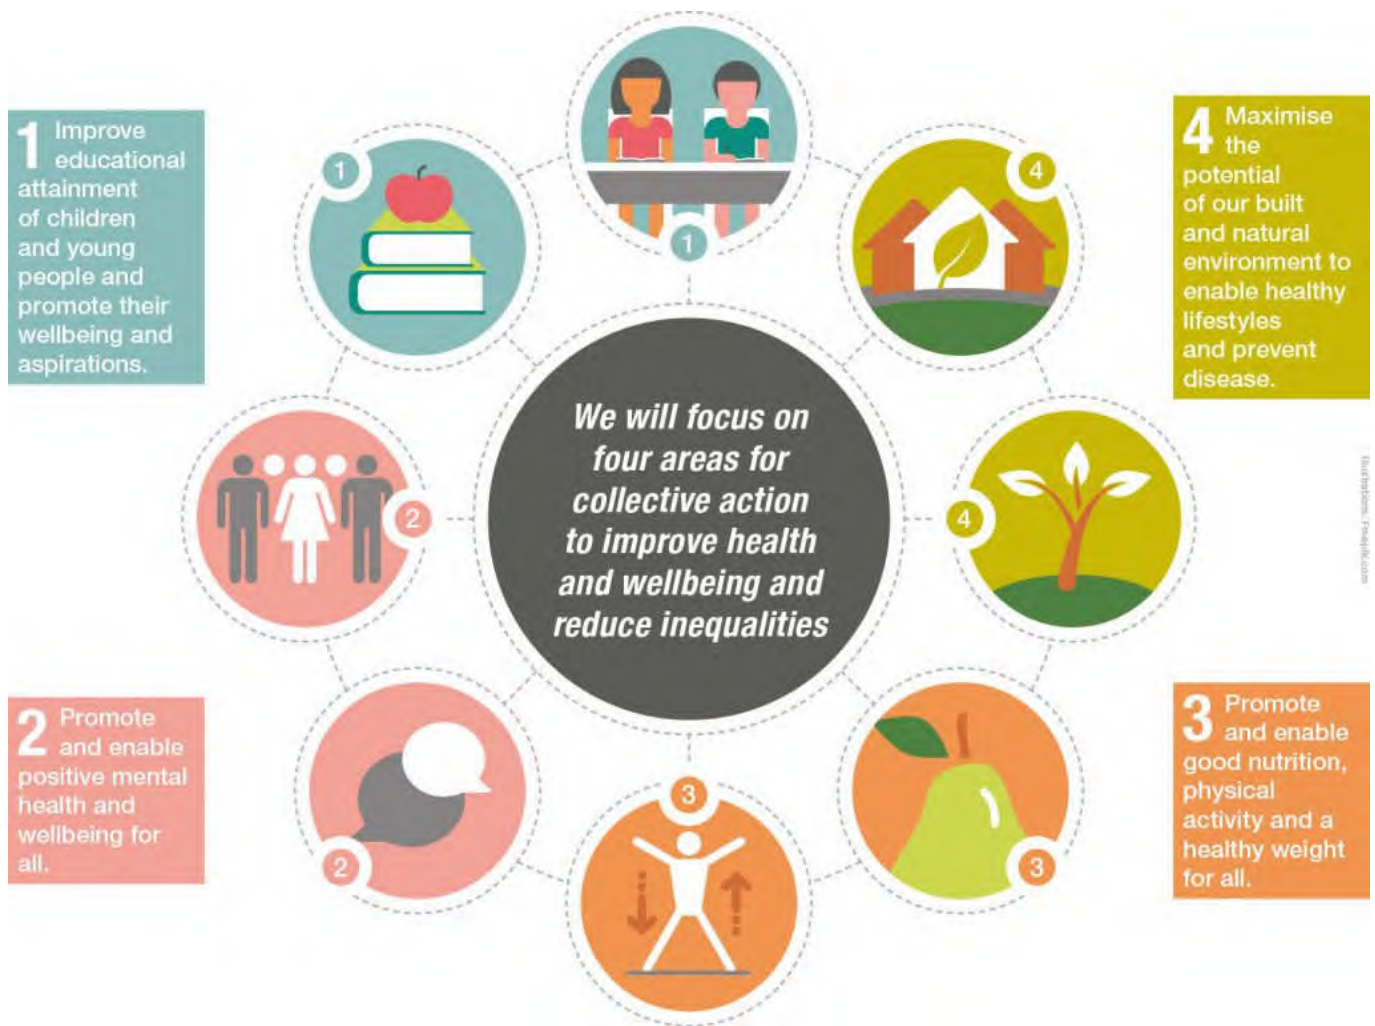 1 Improve
educational
attainment
of children
and young
people and
promote their
wellbeing and
aspirations.
4 Maximise
the
potential
of our built
and natural
environment to
enable healthy
lifestyles
and prevent
disease.
1
1
4
We will focus on
four areas for
collective action
to improve health
and wellbeing and
reduce inequalities
2
4
2 Promote
and enable
positive mental
health and
wellbeing for
all.
3 Promote
and enable
good nutrition,
physical
activity and a
healthy weight
for all.
2
3
3
Illustrations: Freepik.com